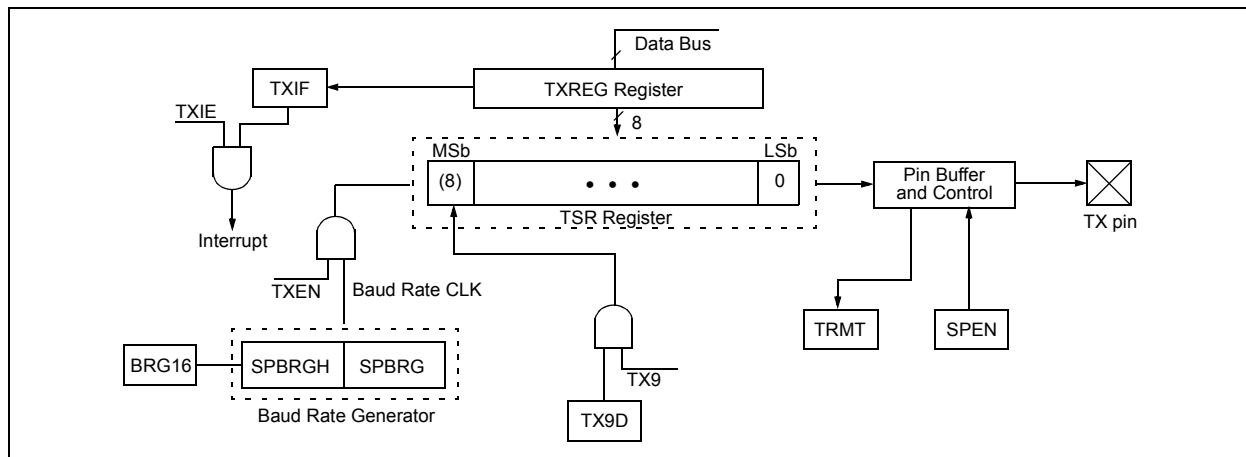 Data Bus
TXIF
TXREG Register
TXIE
8
MSb
LSb
(8)
• • •
0
Pin Buffer
and Control
TSR Register
TX pin
Interrupt
TXEN
Baud Rate CLK
TRMT
SPEN
BRG16
SPBRGH
SPBRG
TX9
Baud Rate Generator
TX9D